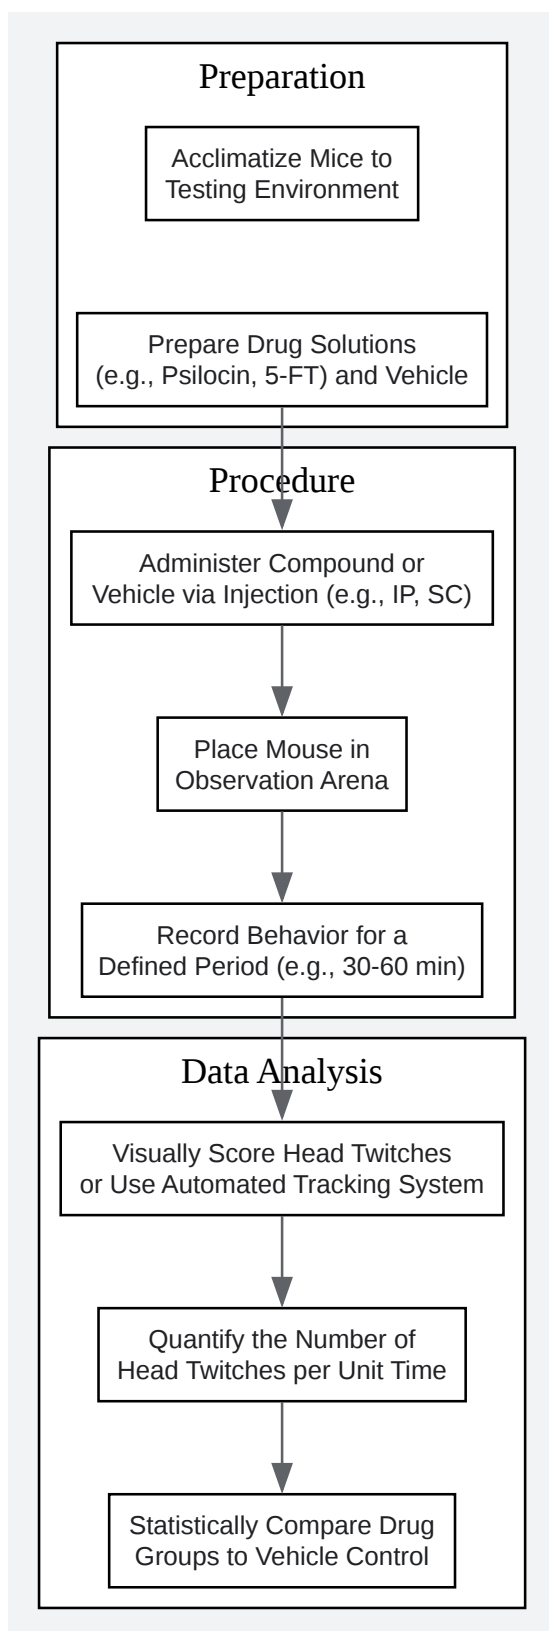 Preparation
Acclimatize Mice to
Testing Environment
Prepare Drug Solutions
(e.g., Psilocin, 5-FT) and Vehicle
Procedure
Administer Compound or
Vehicle via Injection (e.g., IP, SC)
Place Mouse in
Observation Arena
Record Behavior for a
Defined Period (e.g., 30-60 min)
Data Analysis
Visually Score Head Twitches
or Use Automated Tracking System
Quantify the Number of
Head Twitches per Unit Time
Statistically Compare Drug
Groups to Vehicle Control